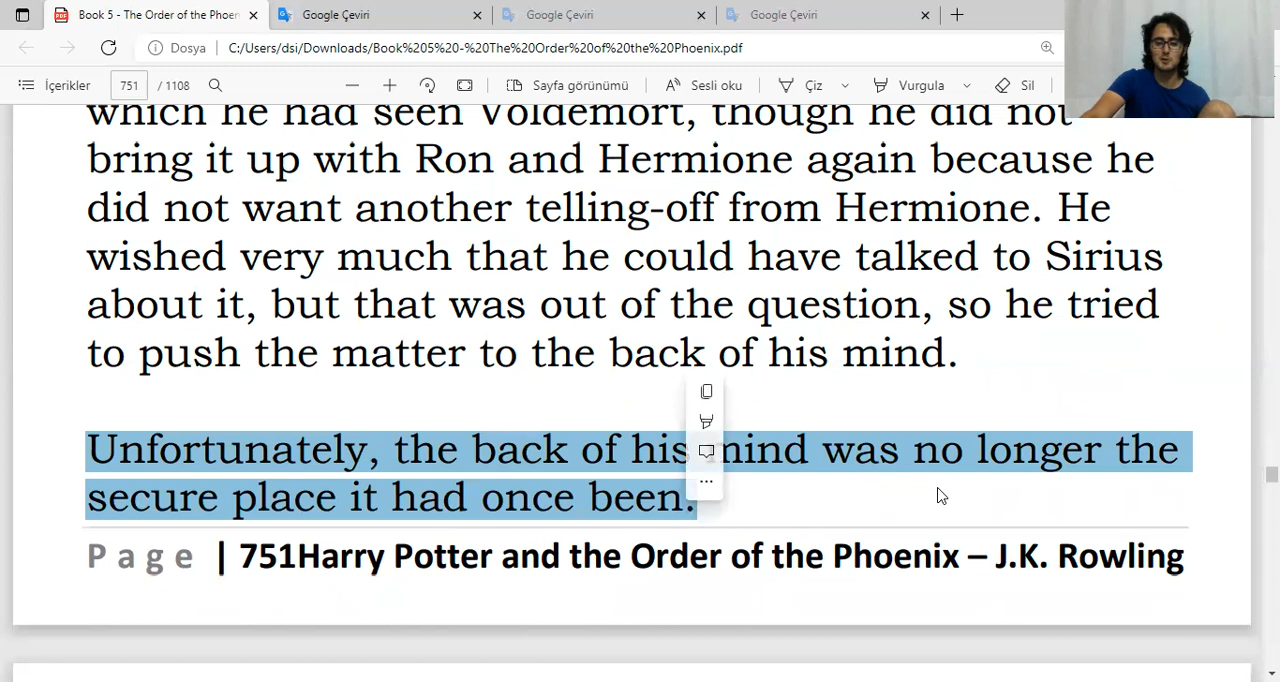 Book 5 - The Order of the Phoen
Google Çeviri
Google Çeviri
Google Çeviri
Dosya
C:/Users/dsi/Downloads/Book%205%20-%20The%20Order%20of%20the%20Phoenix.pdf
İçerikler
751 / 1108
Sayfa görünümü
Sesli oku
Çiz
Vurgula
Sil
which he had seen Voldemort, though he did not
bring it up with Ron and Hermione again because he
did not want another telling-off from Hermione. He
wished very much that he could have talked to Sirius
about it, but that was out of the question, so he tried
to push the matter to the back of his mind.
Unfortunately, the back of his mind was no longer the
secure place it had once been.
Page | 751Harry Potter and the Order of the Phoenix – J.K. Rowling